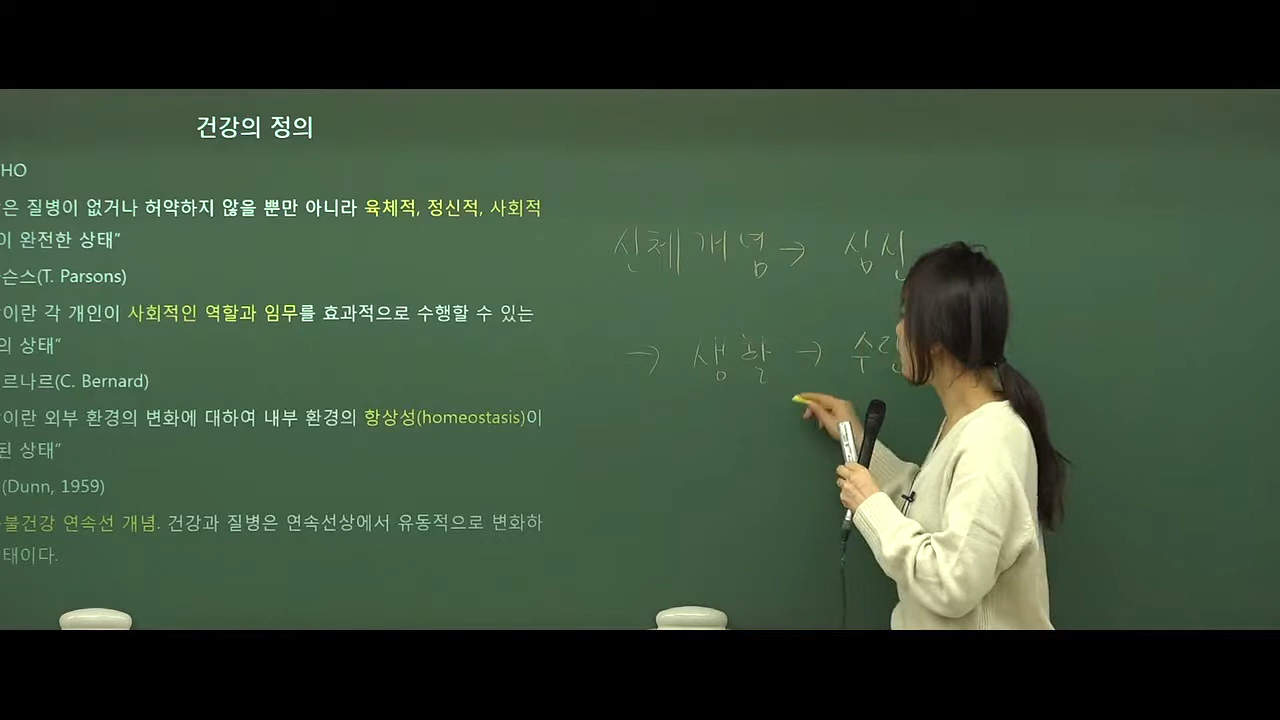 건강의 정의
HO
은 질병이 없거나 허약하지 않을 뿐만 아니라 육체적, 정신적, 사회적
이 완전한 상태"
슨스(T. Parsons)
이란 각 개인이 사회적인 역할과 임무를 효과적으로 수행할 수 있는
의 상태"
르나르(C. Bernard)
이란 외부 환경의 변화에 대하여 내부 환경의 항상성(homeostasis)이
된 상태"
(Dunn, 1959)
불건강 연속선 개념. 건강과 질병은 연속선상에서 유동적으로 변화하
태이다.
신체개념 → 심신
→ 생활 →